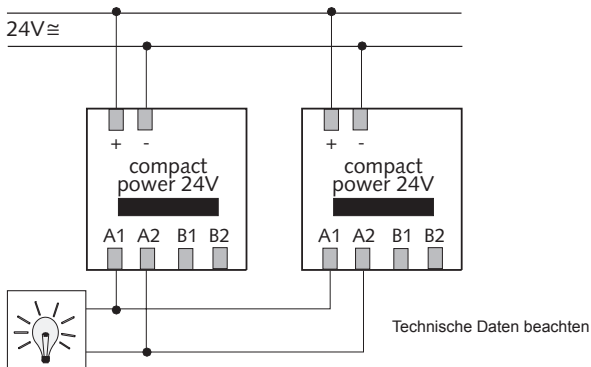 24V≅
+ -
compact
power 24V
A1 A2 B1 B2
+ -
compact
power 24V
A1 A2 B1 B2
Technische Daten beachten